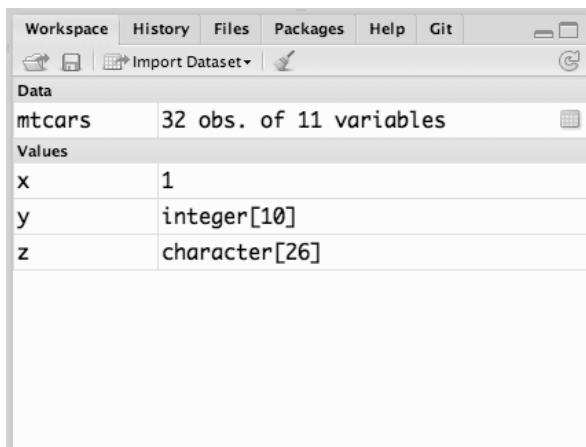 Workspace History Files Packages Help Git
Import Dataset
Data
mtcars 32 obs. of 11 variables
Values
x 1
y integer[10]
z character[26]